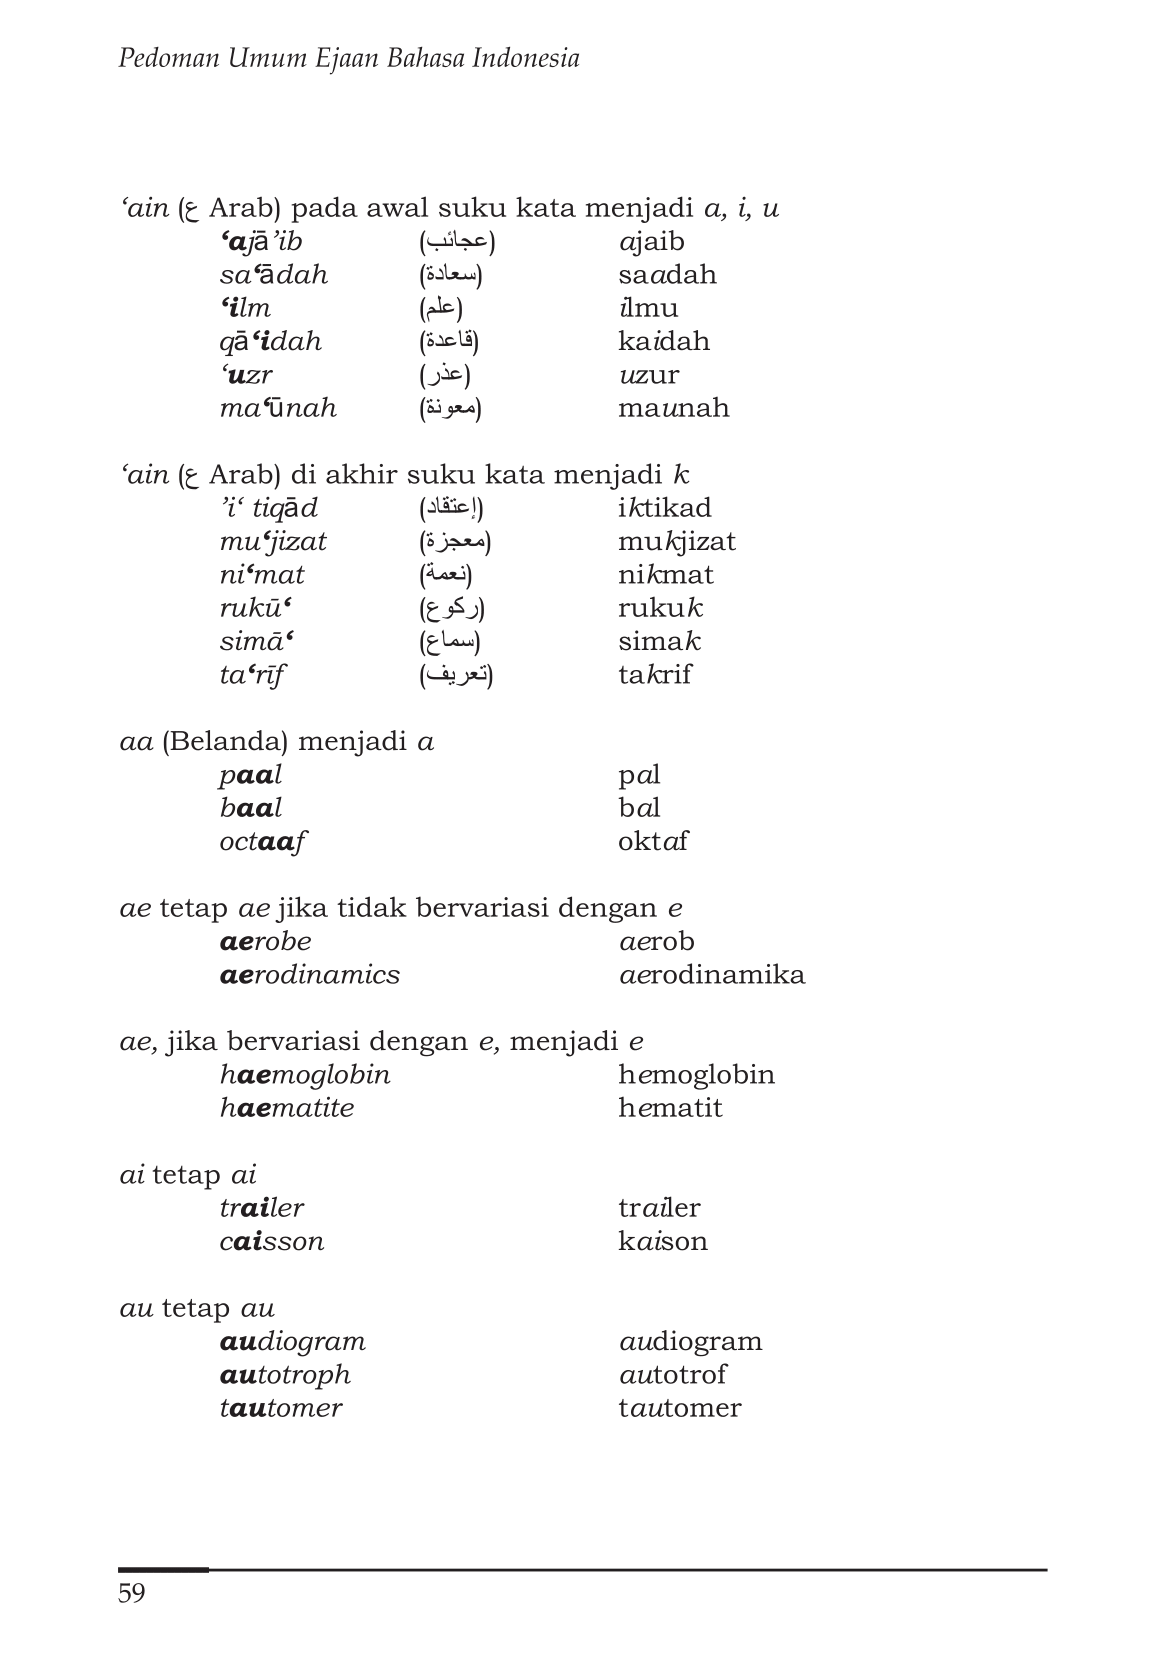 Pedoman Umum Ejaan Bahasa Indonesia
‘ain (ع Arab) pada awal suku kata menjadi a, i, u
‘ajā’ib (عجائب) ajaib
sa‘ādah (سعادة) saadah
‘ilm (علم) ilmu
qā‘idah (قاعدة) kaidah
‘uzr (عذر) uzur
ma‘ūnah (معونة) maunah
‘ain (ع Arab) di akhir suku kata menjadi k
’i‘ tiqād (إعتقاد) iktikad
mu‘jizat (معجزة) mukjizat
ni‘mat (نعمة) nikmat
rukū‘ (ركوع) rukuk
simā‘ (سماع) simak
ta‘rīf (تعريف) takrif
aa (Belanda) menjadi a
paal pal
baal bal
octaaf oktaf
ae tetap ae jika tidak bervariasi dengan e
aerobe aerob
aerodinamics aerodinamika
ae, jika bervariasi dengan e, menjadi e
haemoglobin hemoglobin
haematite hematit
ai tetap ai
trailer trailer
caisson kaison
au tetap au
audiogram audiogram
autotroph autotrof
tautomer tautomer
59